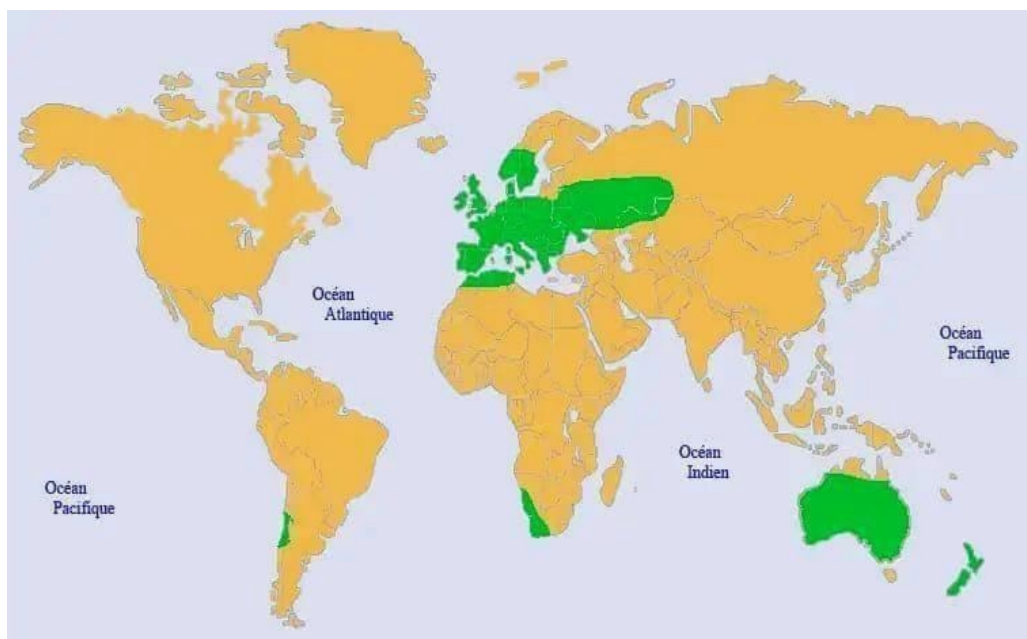 Océan
Atlantique
Océan
Pacifique
Océan
Indien
Océan
Pacifique